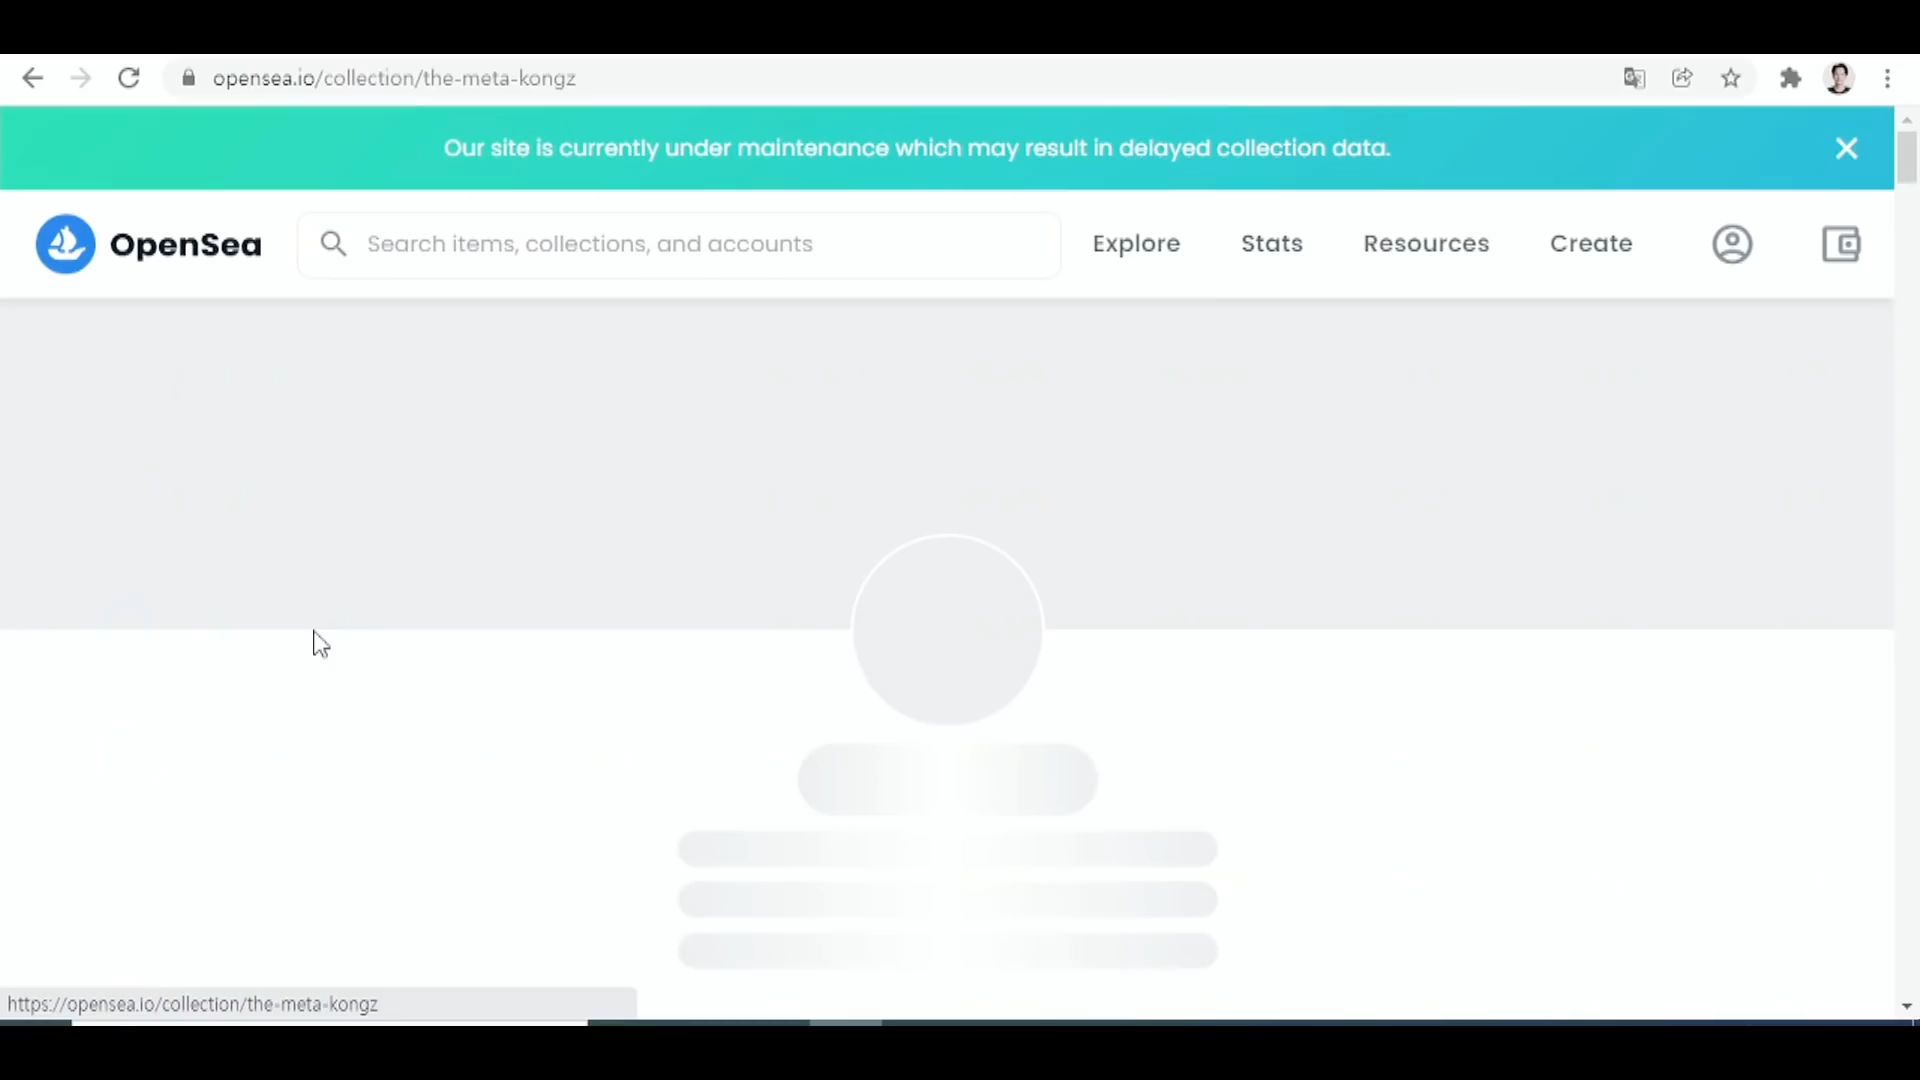 opensea.io/collection/the-meta-kongz
Our site is currently under maintenance which may result in delayed collection data.
OpenSea
Search items, collections, and accounts
Explore
Stats
Resources
Create
https://opensea.io/collection/the-meta-kongz